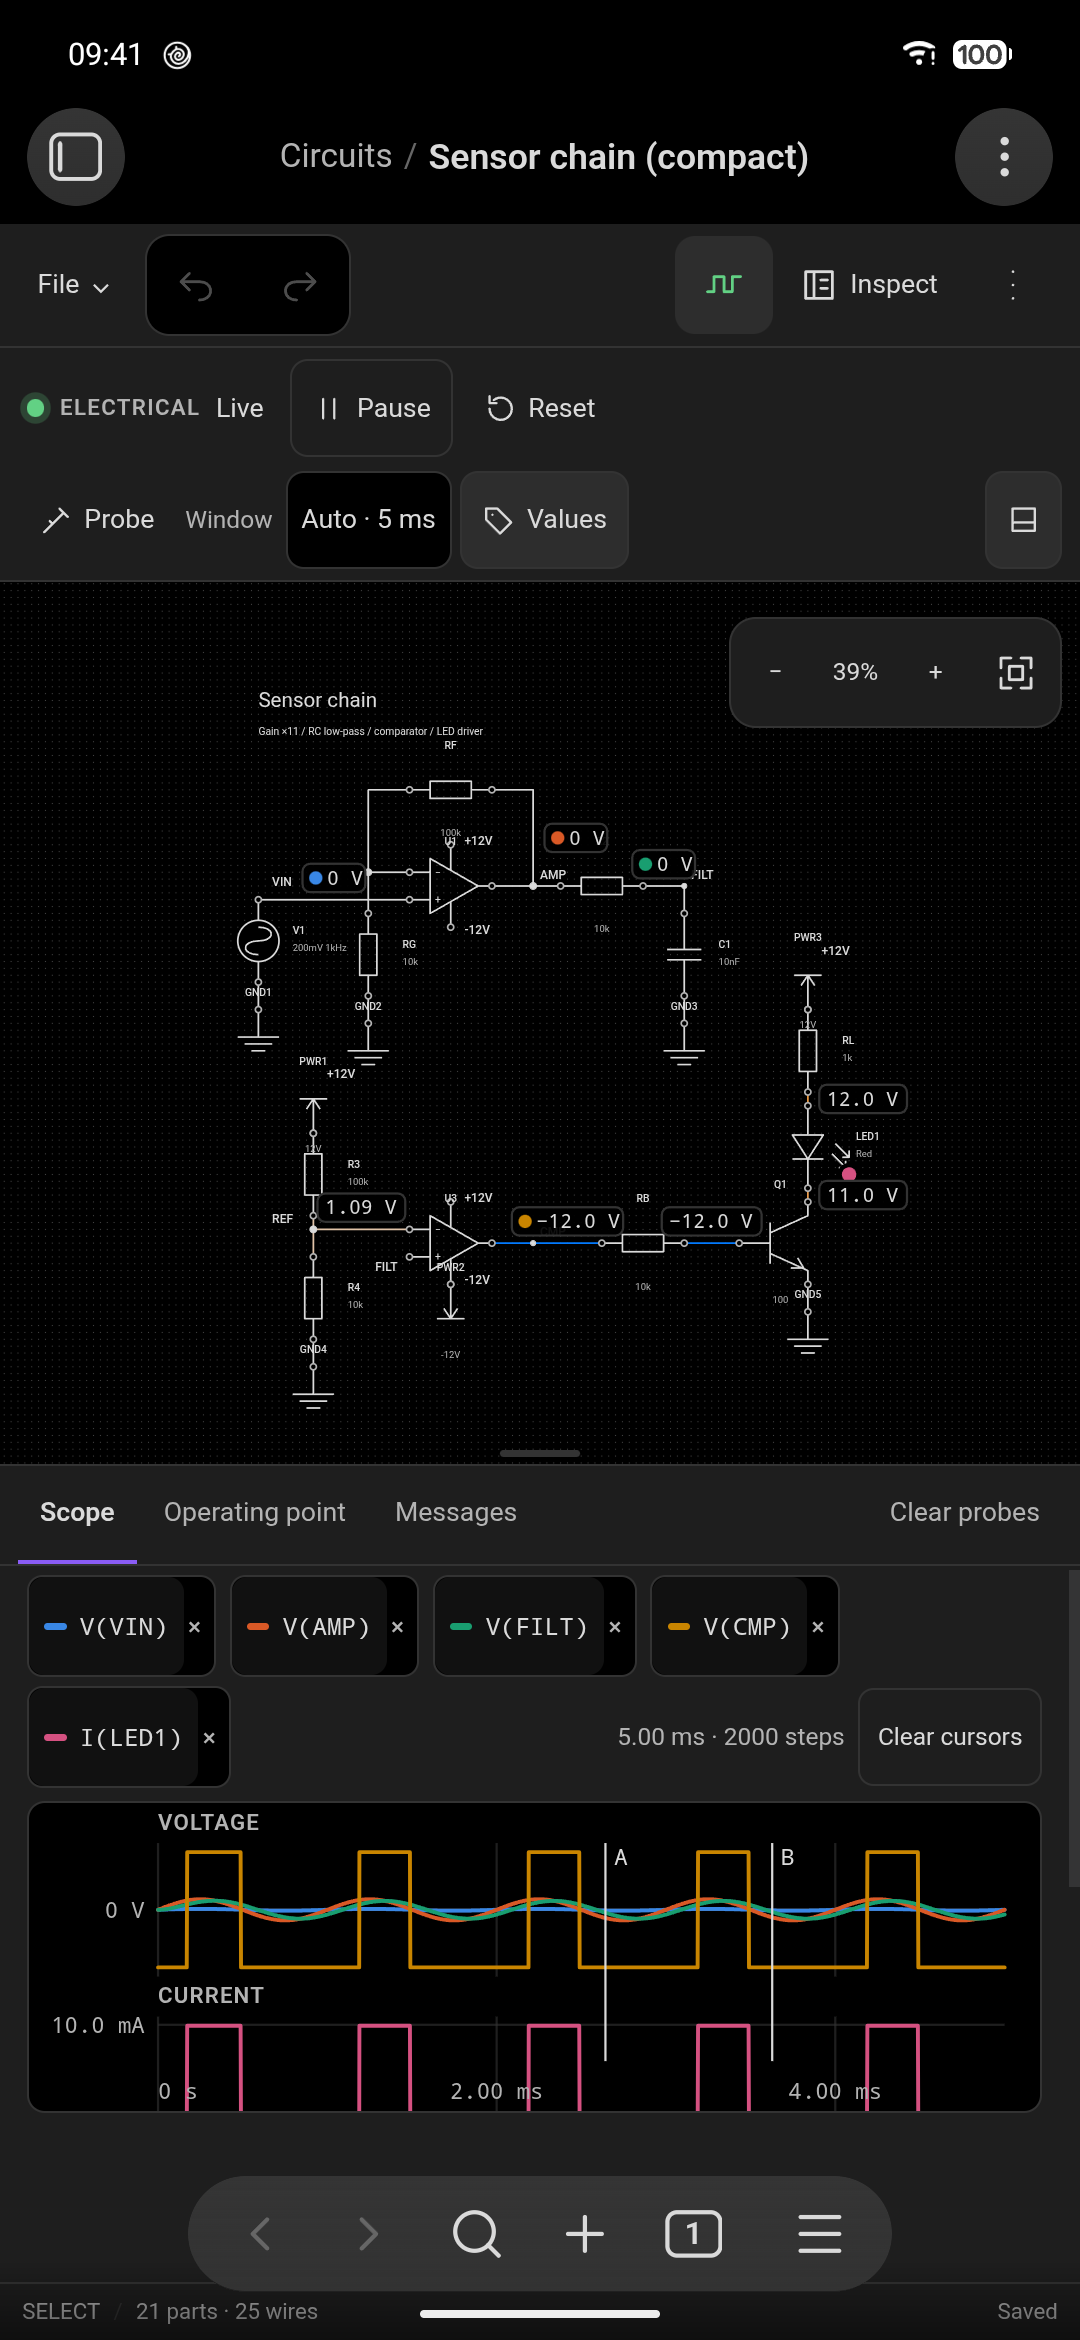 09:41
100
Circuits / Sensor chain (compact)
File
Inspect
ELECTRICAL Live
Pause
Reset
Probe
Window
Auto · 5 ms
Values
− 39% +
Sensor chain
Gain ×11 / RC low-pass / comparator / LED driver
RF
100k
U1 +12V
0 V
0 V
VIN
0 V
AMP
FILT
-12V
10k
V1
200mV 1kHz
RG
10k
C1
10nF
PWR3
+12V
GND1
GND2
GND3
12V
RL
1k
PWR1
+12V
12.0 V
12V
R3
100k
LED1
Red
Q1
11.0 V
1.09 V
REF
U3 +12V
RB
−12.0 V
−12.0 V
FILT
PWR2
-12V
R4
10k
10k
100
GND5
GND4
-12V
Scope
Operating point
Messages
Clear probes
V(VIN) ×
V(AMP) ×
V(FILT) ×
V(CMP) ×
I(LED1) ×
5.00 ms · 2000 steps
Clear cursors
VOLTAGE
A
B
0 V
CURRENT
10.0 mA
0 s
2.00 ms
4.00 ms
1
SELECT / 21 parts · 25 wires
Saved